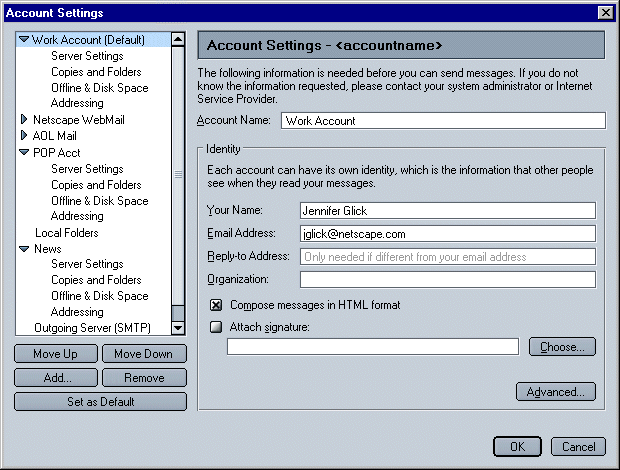 Account Settings
Work Account (Default)
Server Settings
Copies and Folders
Offline & Disk Space
Addressing
Netscape WebMail
AOL Mail
POP Acct
Server Settings
Copies and Folders
Offline & Disk Space
Addressing
Local Folders
News
Server Settings
Copies and Folders
Offline & Disk Space
Addressing
Outgoing Server (SMTP)
Move Up
Move Down
Add...
Remove
Set as Default
Account Settings - <accountname>
The following information is needed before you can send messages. If you do not
know the information requested, please contact your system administrator or Internet
Service Provider.
Account Name:
Work Account
Identity
Each account can have its own identity, which is the information that other people
see when they read your messages.
Your Name:
Jennifer Glick
Email Address:
jglick@netscape.com
Reply-to Address:
Only needed if different from your email address
Organization:
Compose messages in HTML format
Attach signature:
Choose...
Advanced...
OK
Cancel